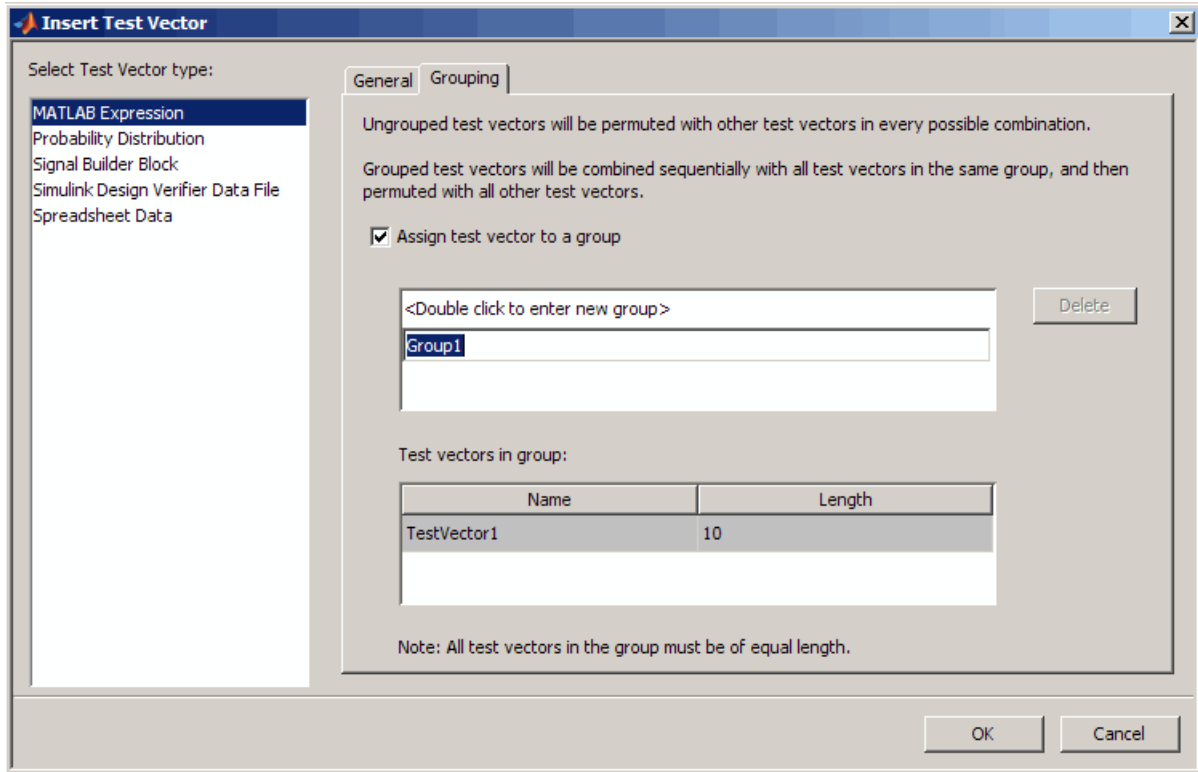 Insert Test Vector
Select Test Vector type:
MATLAB Expression
Probability Distribution
Signal Builder Block
Simulink Design Verifier Data File
Spreadsheet Data
General Grouping
Ungrouped test vectors will be permuted with other test vectors in every possible combination.
Grouped test vectors will be combined sequentially with all test vectors in the same group, and then
permuted with all other test vectors.
Assign test vector to a group
<Double click to enter new group>
Delete
Group1
Test vectors in group:
Name Length
TestVector1 10
Note: All test vectors in the group must be of equal length.
OK Cancel